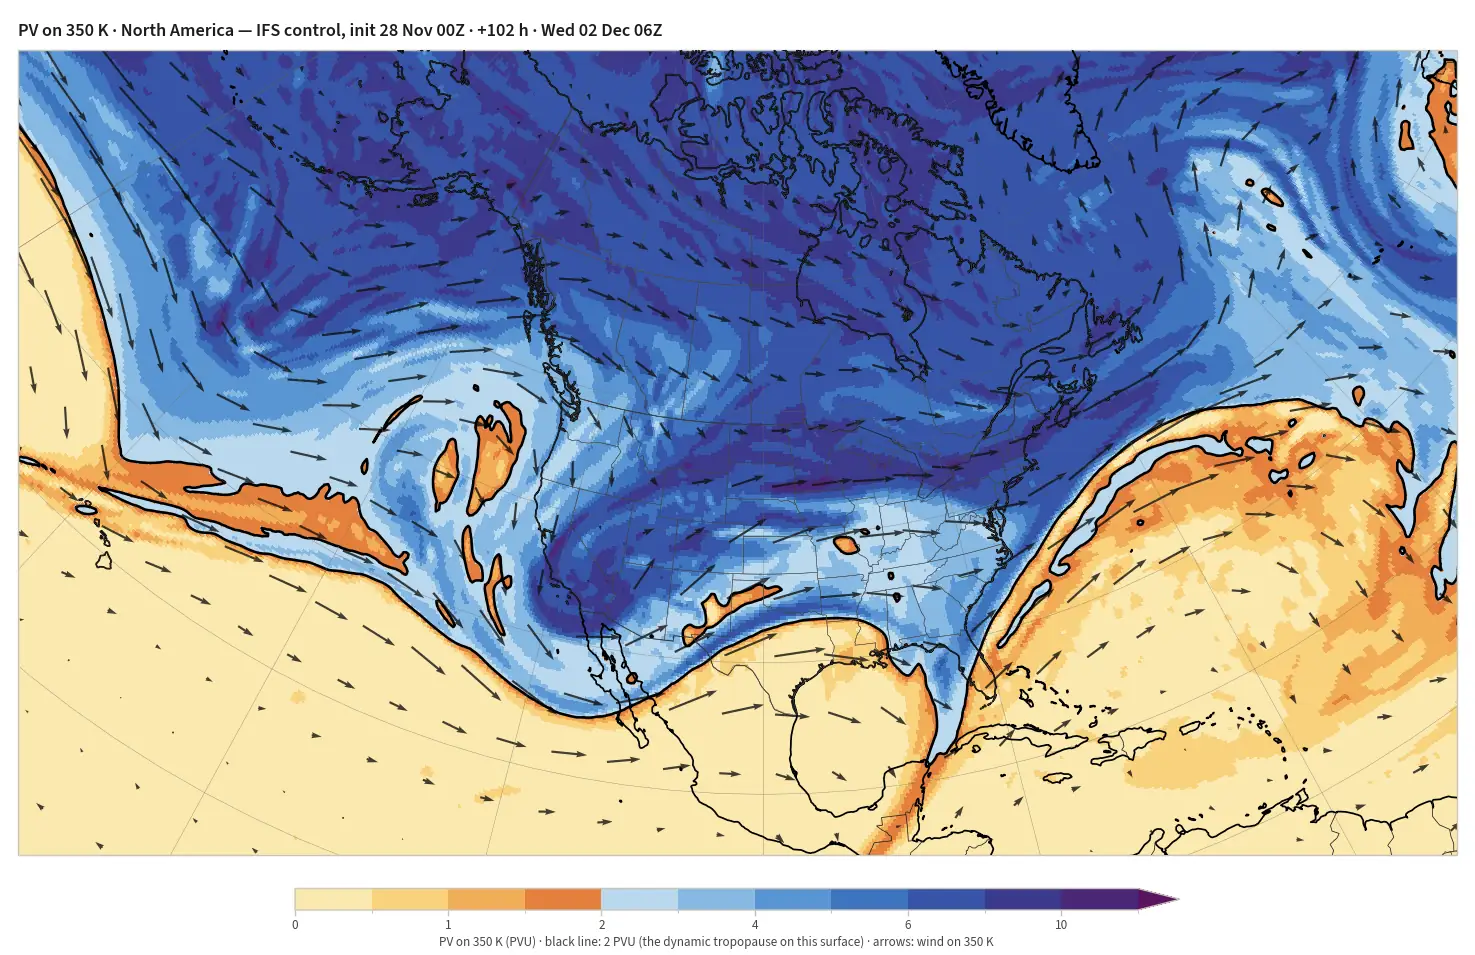 PV on 350 K · North America — IFS control, init 28 Nov 00Z · +102 h · Wed 02 Dec 06Z
0 1 2 4 6 10
PV on 350 K (PVU) · black line: 2 PVU (the dynamic tropopause on this surface) · arrows: wind on 350 K